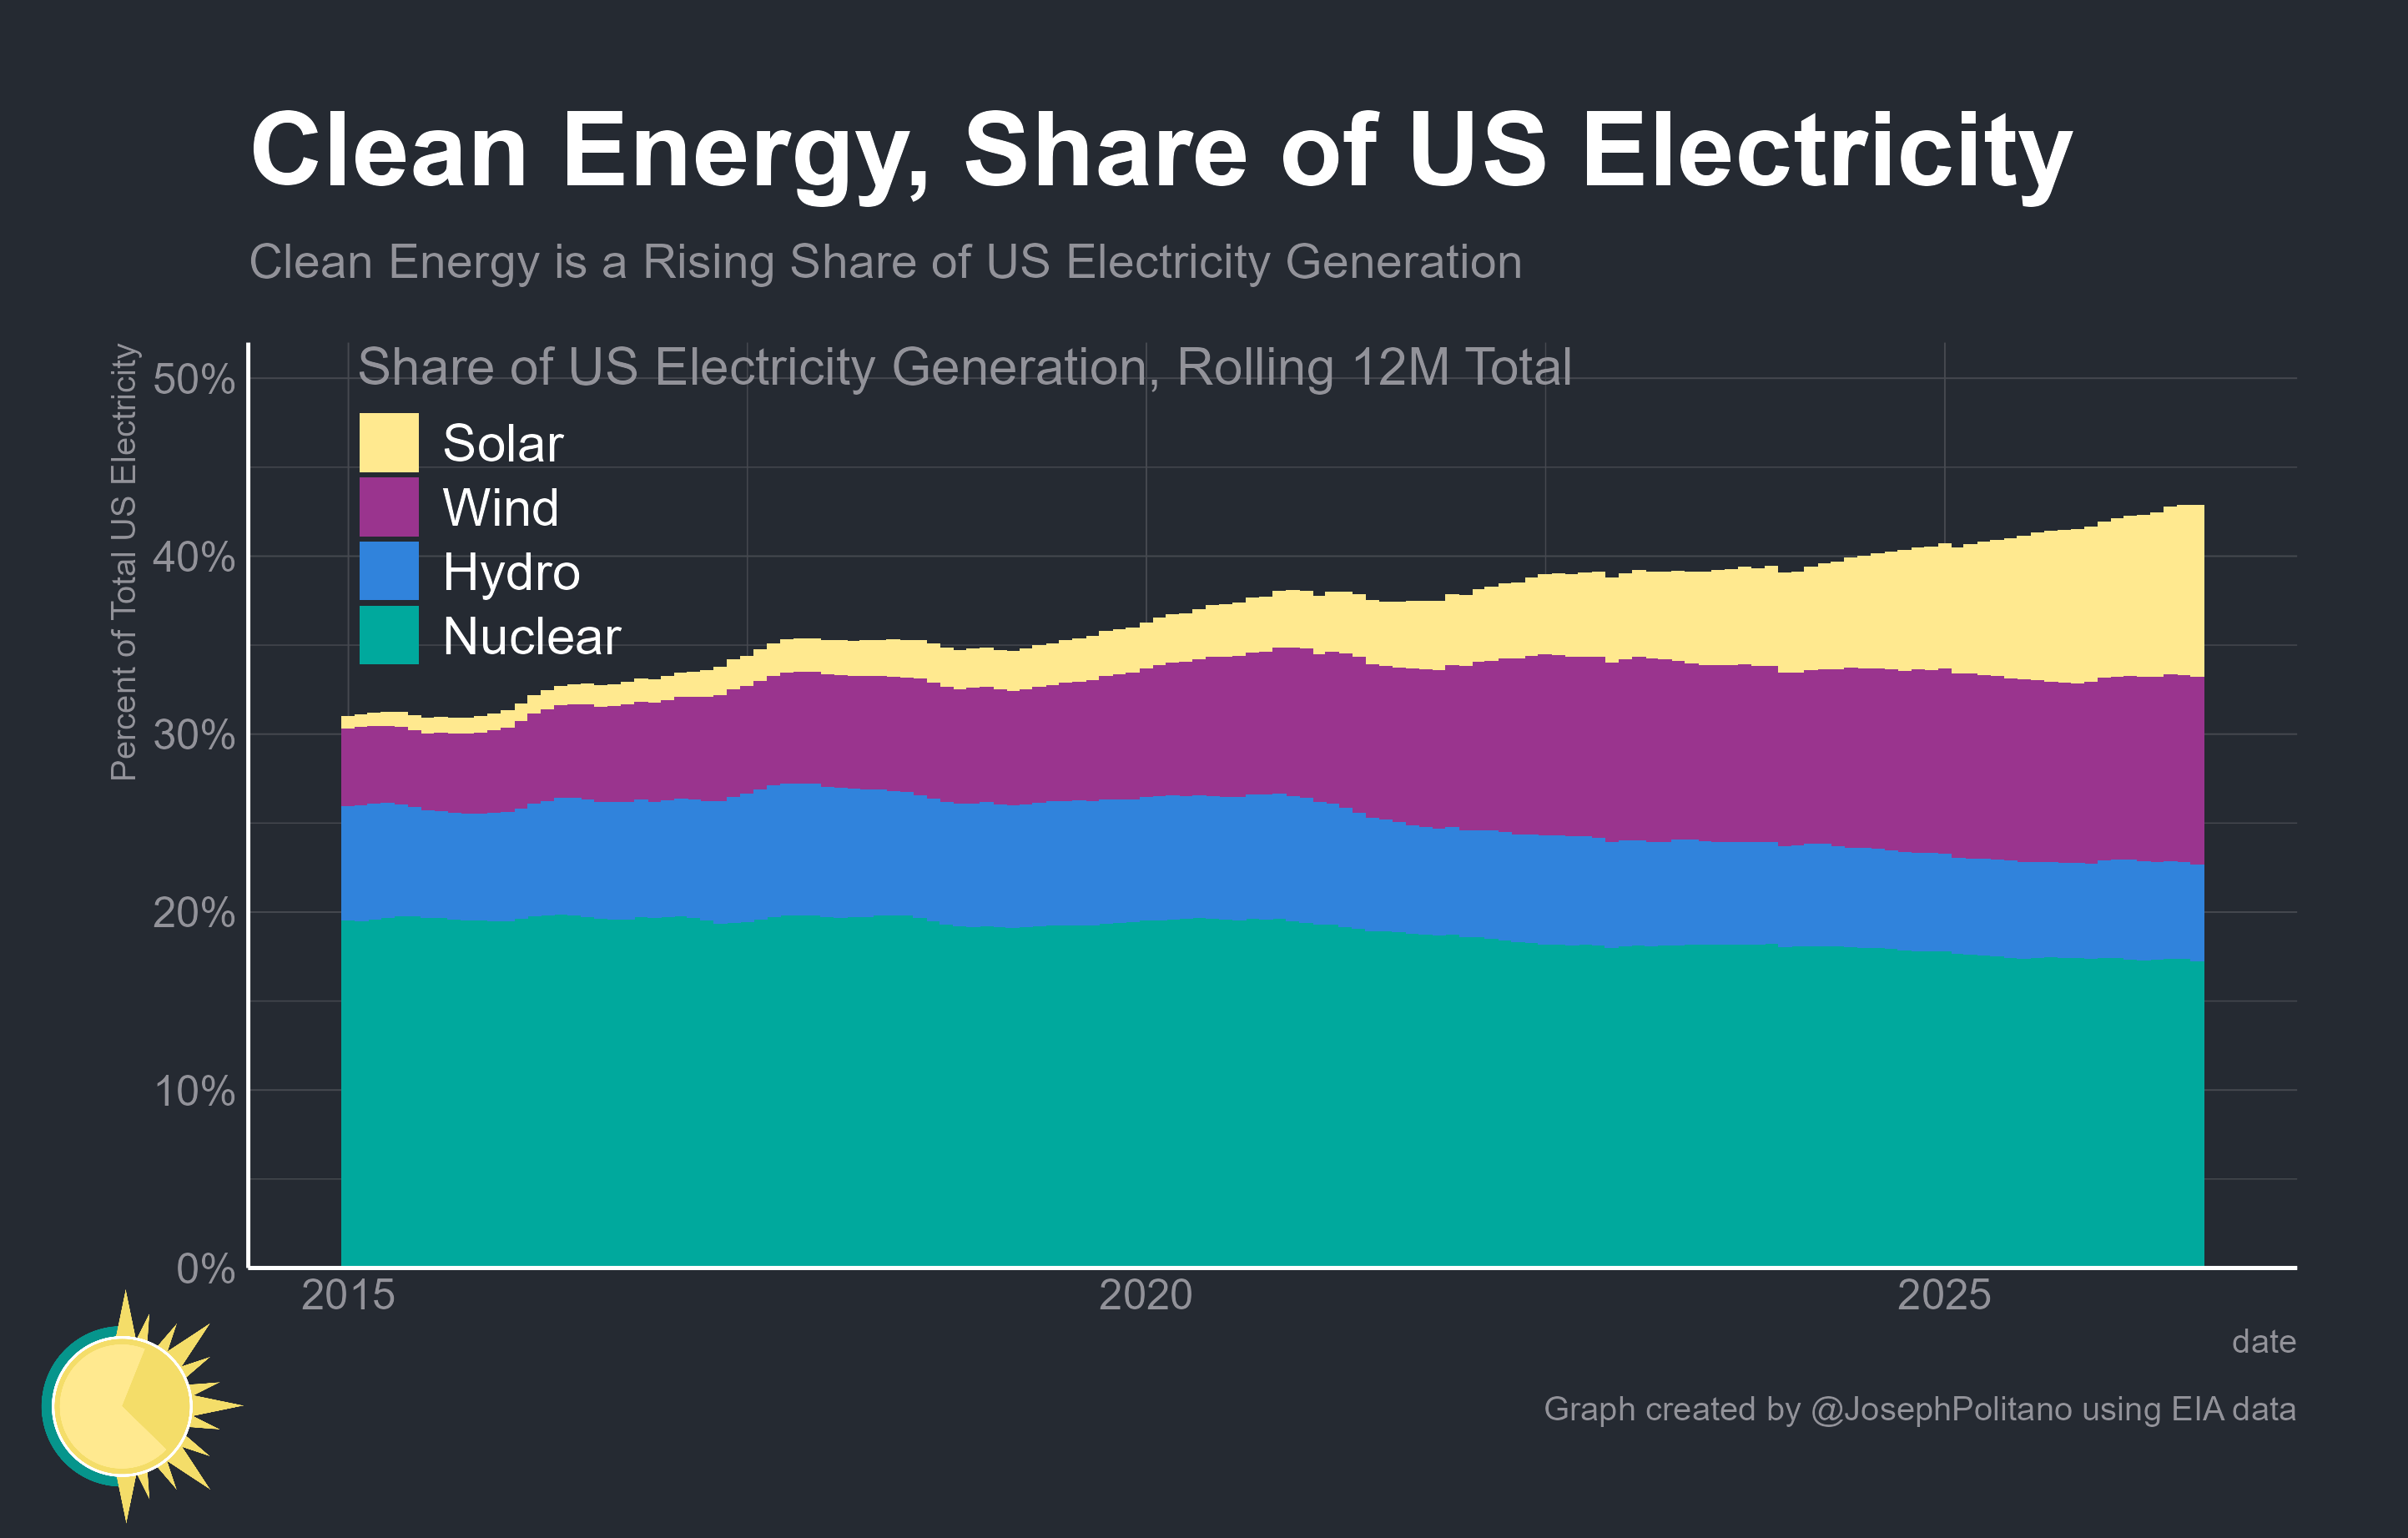 Clean Energy, Share of US Electricity
Clean Energy is a Rising Share of US Electricity Generation
Percent of Total US Electricity
Share of US Electricity Generation, Rolling 12M Total
Solar
Wind
Hydro
Nuclear
50%
40%
30%
20%
10%
0%
2015
2020
2025
date
Graph created by @JosephPolitano using EIA data